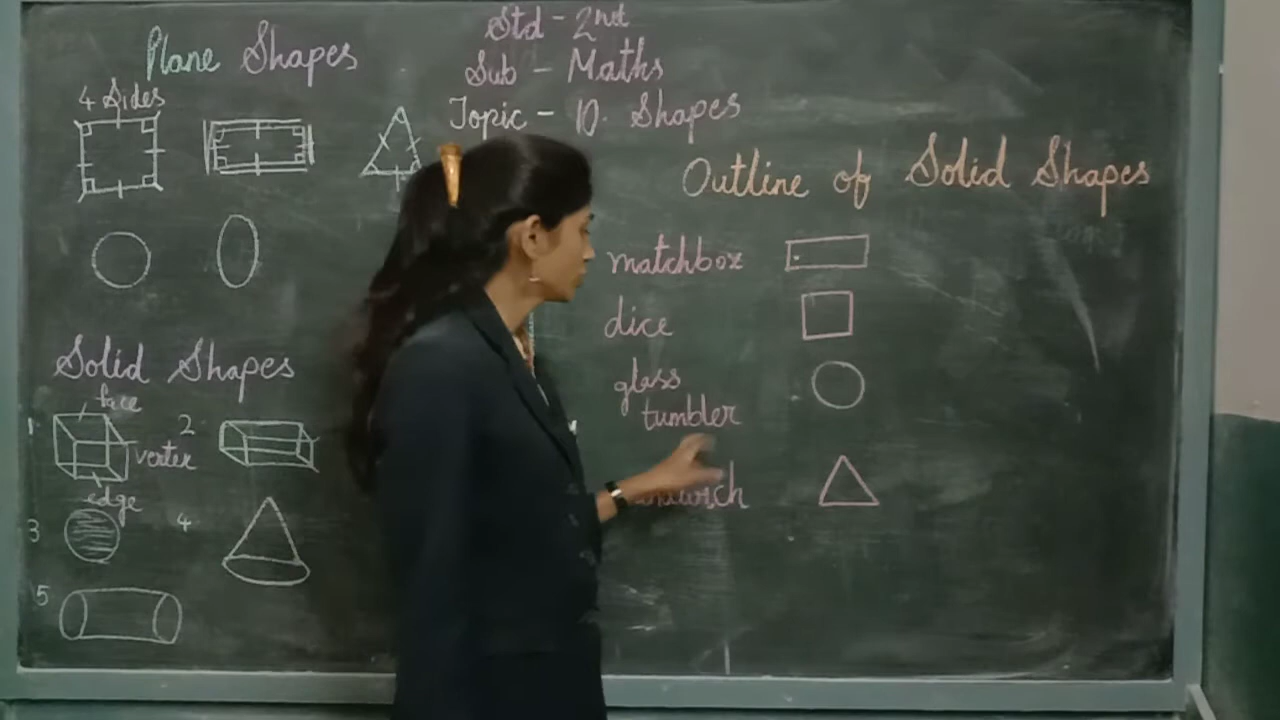 Std - 2nd
Sub - Maths
Topic - 10. Shapes
Plane Shapes
4 Sides
Solid Shapes
face
1
2
vertex
edge
3
4
5
Outline of Solid Shapes
matchbox
dice
glass
tumbler